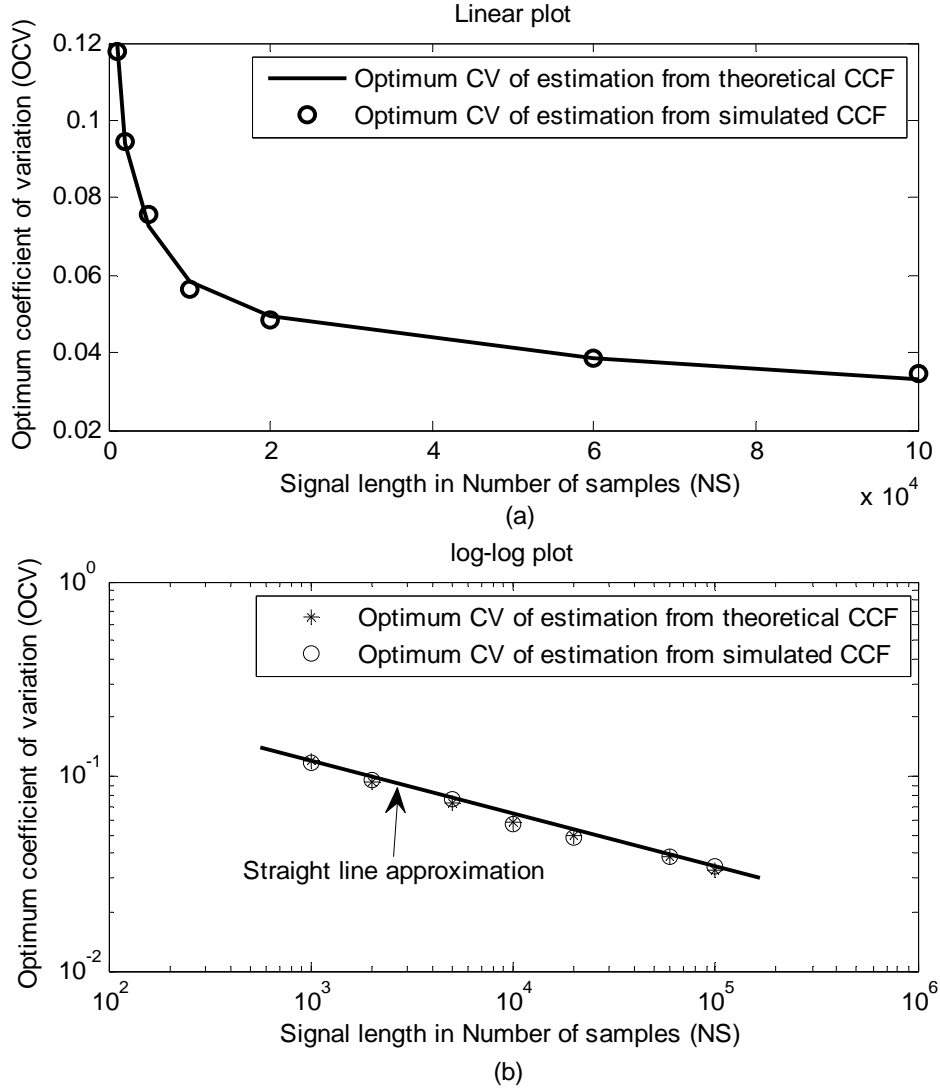 Linear plot
Optimum coefficient of variation (OCV)
0.12
0.1
0.08
0.06
0.04
0.02
Optimum CV of estimation from theoretical CCF
Optimum CV of estimation from simulated CCF
0 2 4 6 8 10
Signal length in Number of samples (NS)
x 10^4
(a)
log-log plot
Optimum coefficient of variation (OCV)
10^0
10^-1
10^-2
Optimum CV of estimation from theoretical CCF
Optimum CV of estimation from simulated CCF
Straight line approximation
10^2 10^3 10^4 10^5 10^6
Signal length in Number of samples (NS)
(b)